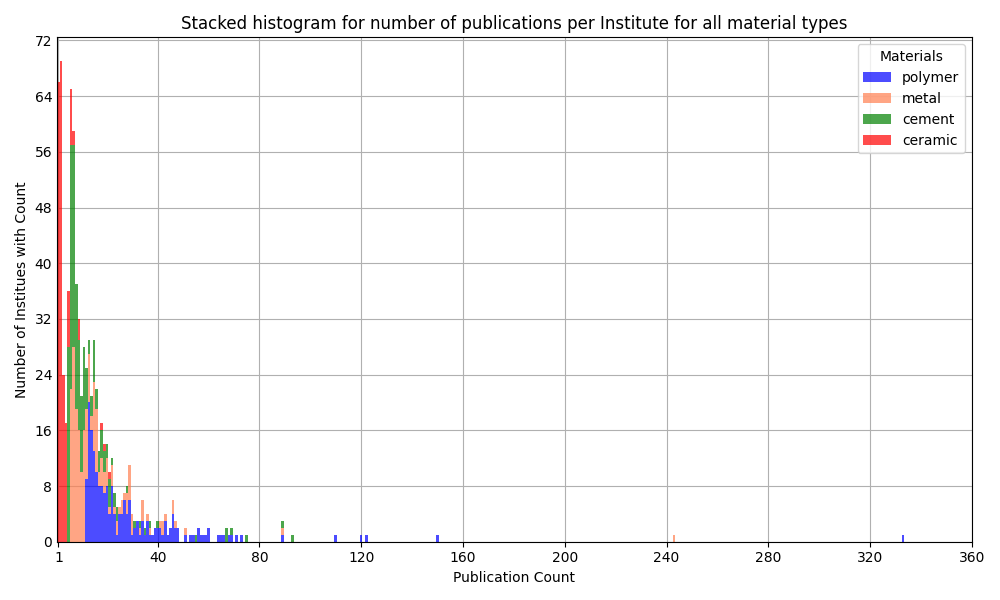 Stacked histogram for number of publications per Institute for all material types
72
64
56
48
40
32
24
16
8
0
Number of Institues with Count
Materials
polymer
metal
cement
ceramic
1 40 80 120 160 200 240 280 320 360
Publication Count